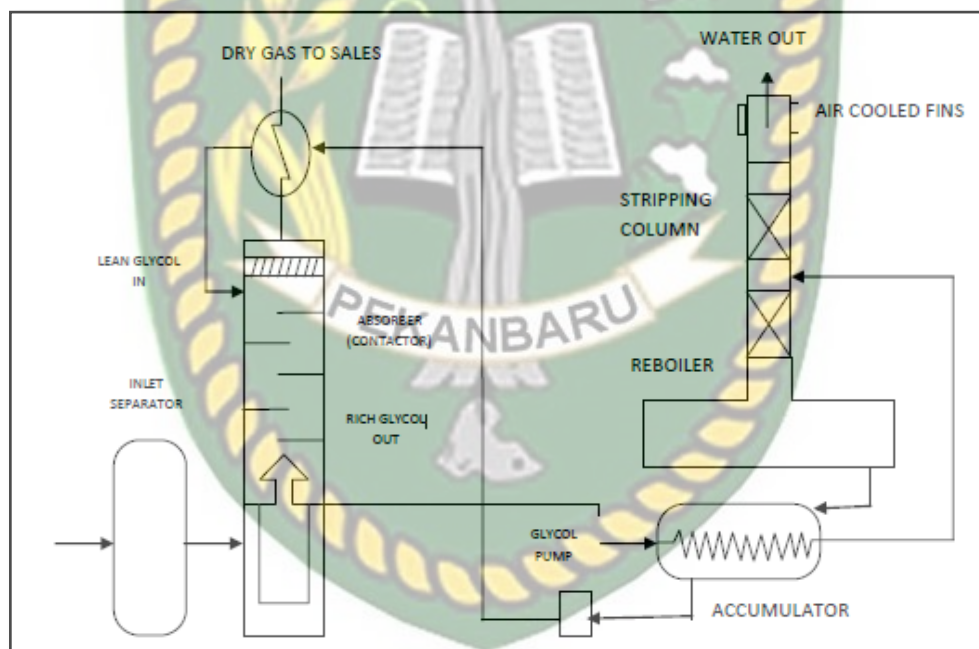 DRY GAS TO SALES
WATER OUT
AIR COOLED FINS
STRIPPING
COLUMN
LEAN GLYCOL
IN
PEKANBARU
ABSORBER
(CONTACTOR)
REBOILER
INLET
SEPARATOR
RICH GLYCOL
OUT
GLYCOL
PUMP
ACCUMULATOR